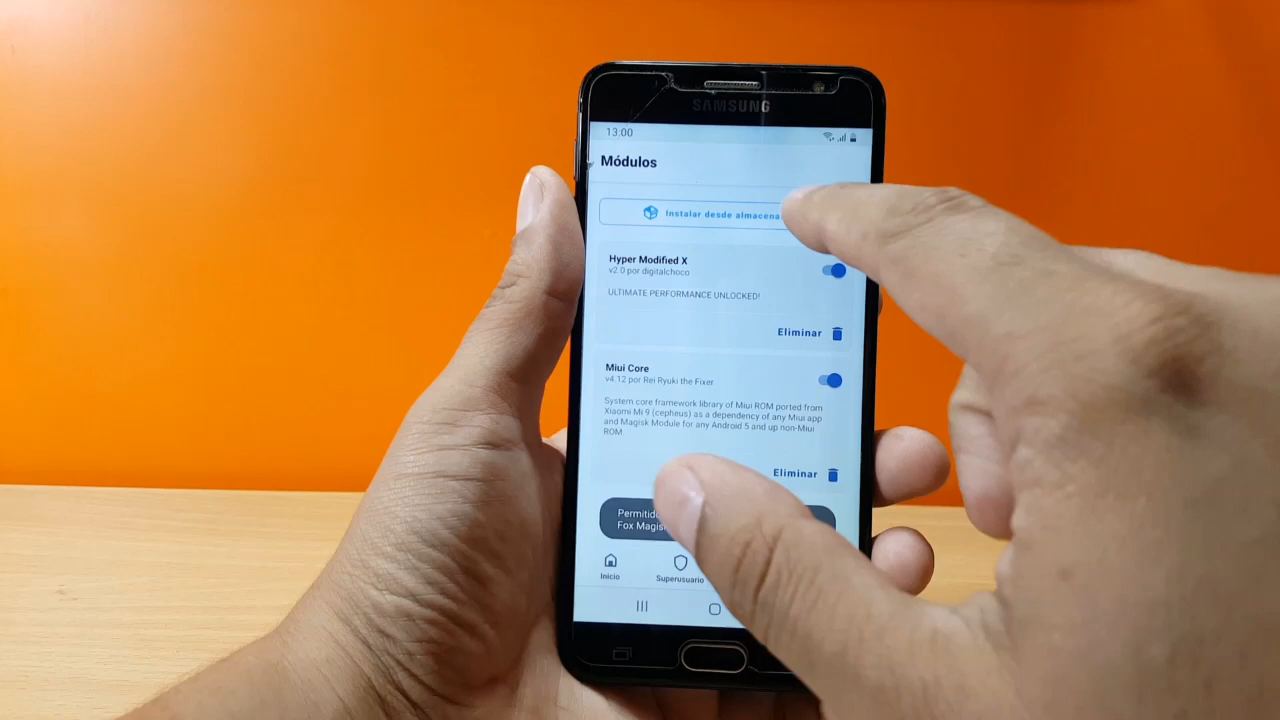 SAMSUNG
13:00
Módulos
Instalar desde almacena
Hyper Modified X
v2.0 por digitalchoco
ULTIMATE PERFORMANCE UNLOCKED!
Eliminar
Miui Core
v4.12 por Rei Ryuki the Fixer
System core framework library of Miui ROM ported from
Xiaomi Mi 9 (cepheus) as a dependency of any Miui app
and Magisk Module for any Android 5 and up non-Miui
ROM
Eliminar
Permitido
Fox Magis
Inicio
Superusuario